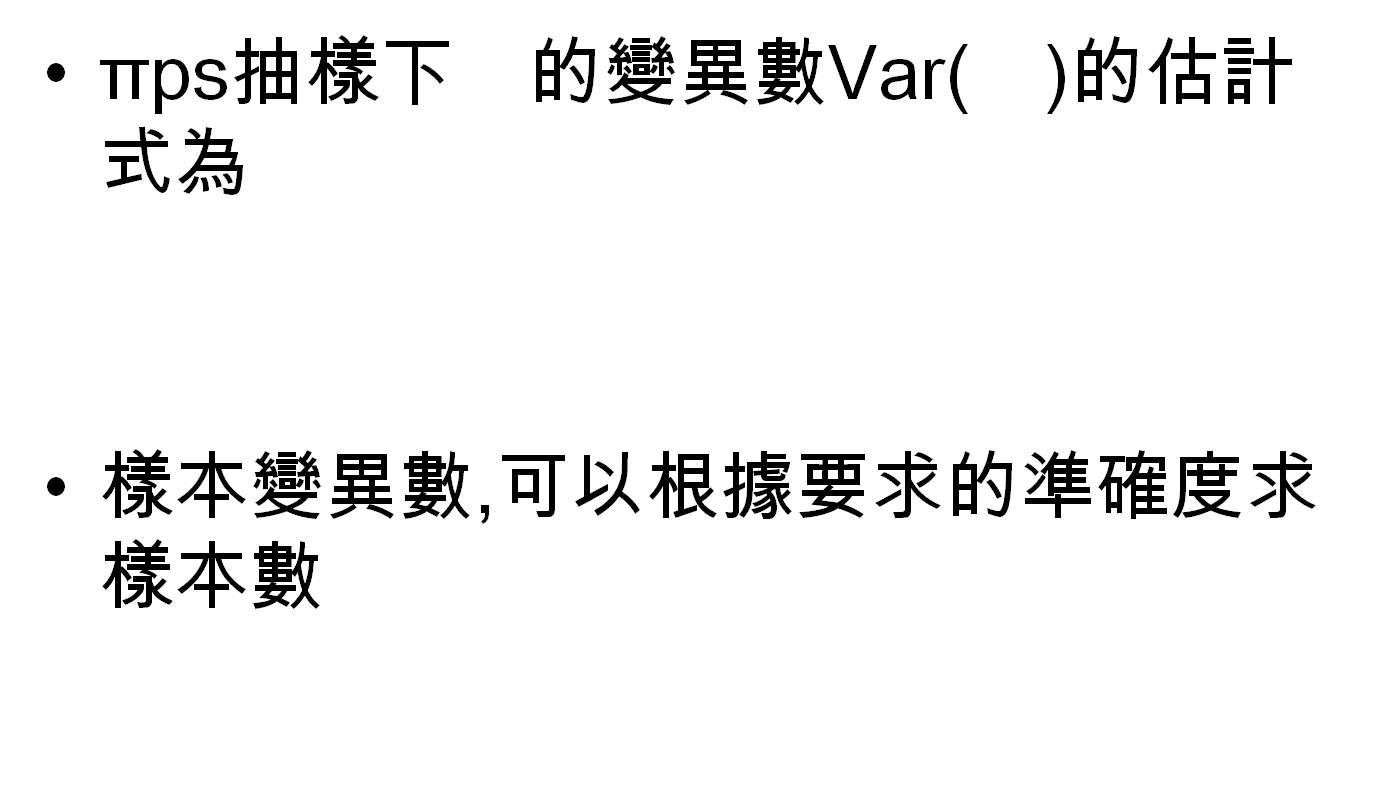 • πps抽樣下 的變異數Var( )的估計
式為
• 樣本變異數,可以根據要求的準確度求
樣本數